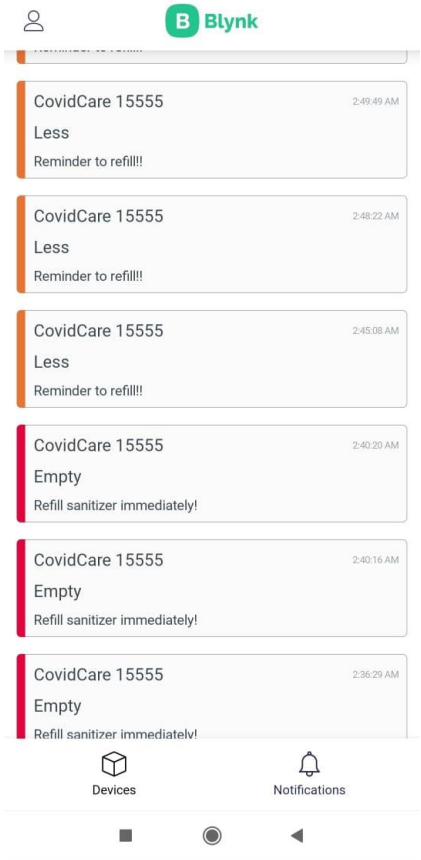 B Blynk
Reminder to refill!!
CovidCare 15555 2:49:49 AM
Less
Reminder to refill!!
CovidCare 15555 2:48:22 AM
Less
Reminder to refill!!
CovidCare 15555 2:45:08 AM
Less
Reminder to refill!!
CovidCare 15555 2:40:20 AM
Empty
Refill sanitizer immediately!
CovidCare 15555 2:40:16 AM
Empty
Refill sanitizer immediately!
CovidCare 15555 2:36:29 AM
Empty
Refill sanitizer immediately!
Devices Notifications